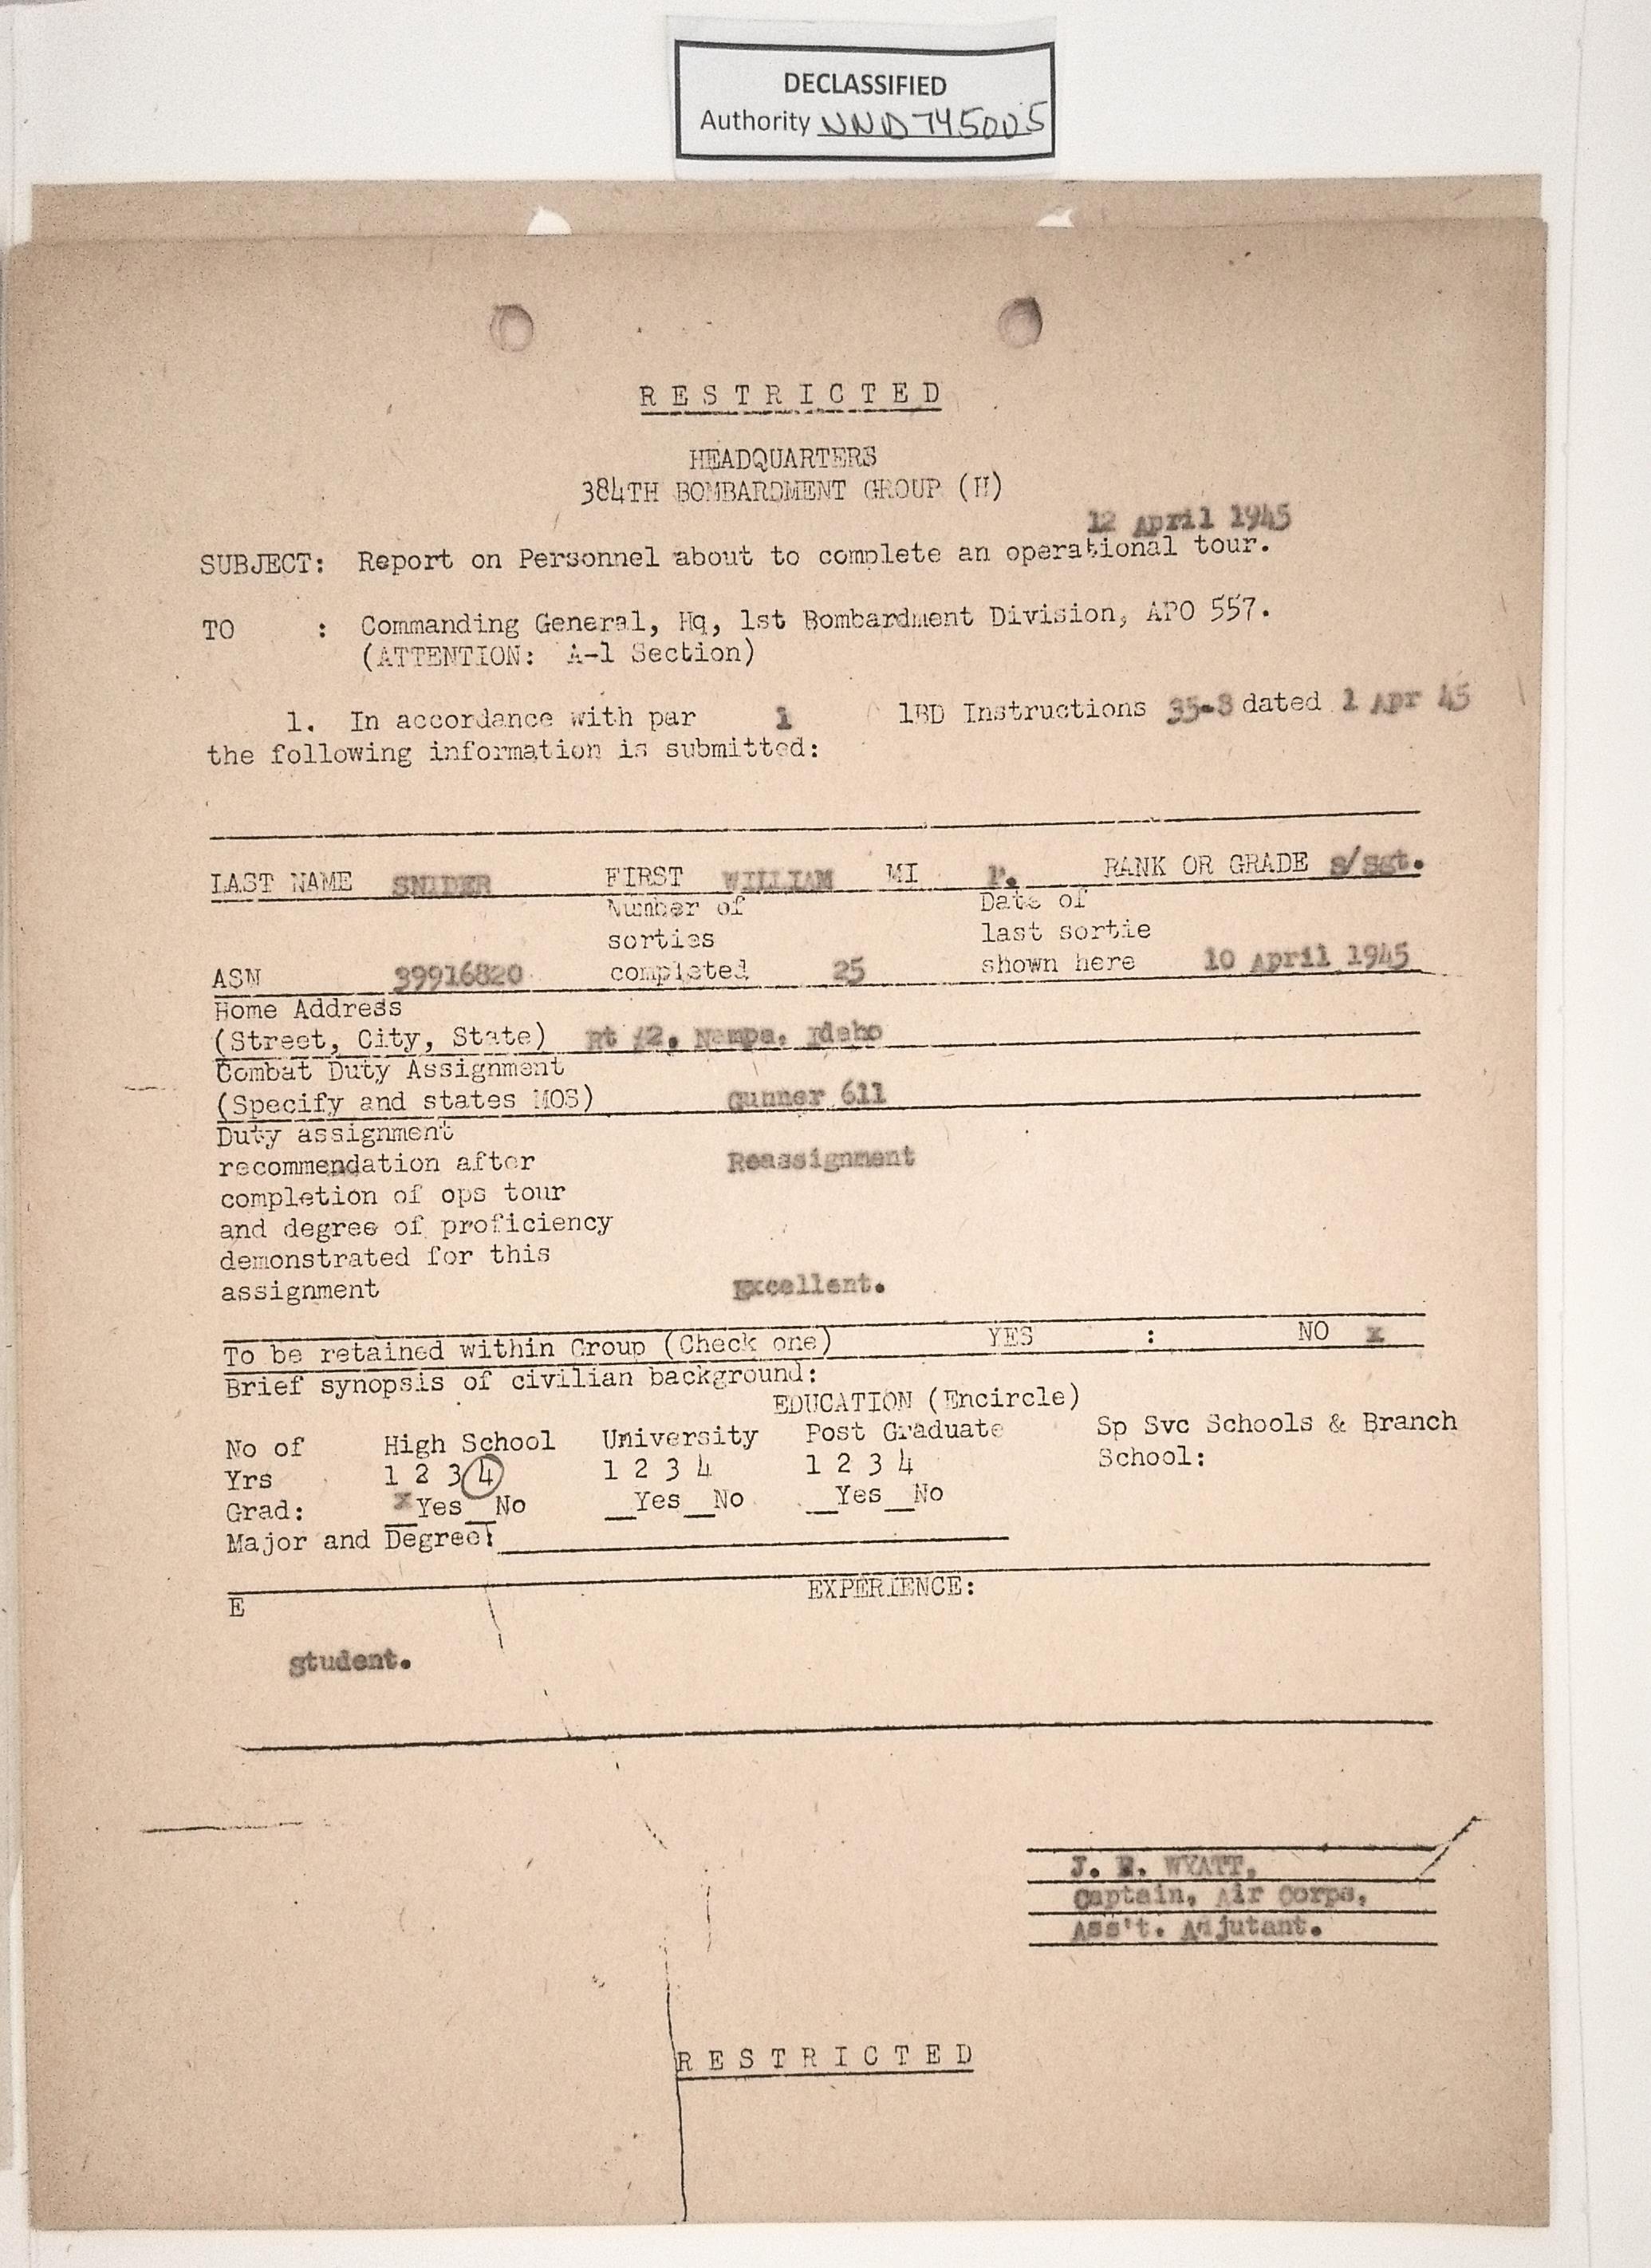 DECLASSIFIED
Authority NND 745005
RESTRICTED
HEADQUARTERS
384TH BOMBARDMENT GROUP (H)
12 April 1945
SUBJECT: Report on Personnel about to complete an operational tour.
TO : Commanding General, Hq, 1st Bombardment Division, APO 557.
(ATTENTION: A-1 Section)
1. In accordance with par 1 1BD Instructions 35-8 dated 1 Apr 45
the following information is submitted:
LAST NAME SNIDER FIRST WILLIAM MI P. RANK OR GRADE S/Sgt.
Number of Date of
sorties last sortie
ASN 39916820 completed 25 shown here 10 April 1945
Home Address
(Street, City, State) Rt #2, Nampa, Idaho
Combat Duty Assignment
(Specify and states MOS) Gunner 611
Duty assignment
recommendation after Reassignment
completion of ops tour
and degree of proficiency
demonstrated for this
assignment Excellent.
To be retained within Group (Check one) YES : NO x
Brief synopsis of civilian background:
EDUCATION (Encircle)
No of High School University Post Graduate Sp Svc Schools & Branch
Yrs 1 2 3 4 1 2 3 4 1 2 3 4 School:
Grad: x Yes No Yes No Yes No
Major and Degree:
EXPERIENCE:
E
Student.
J. E. WYATT,
Captain, Air Corps,
Ass't. Adjutant.
RESTRICTED